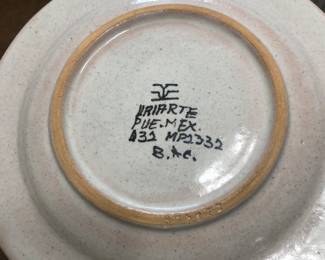 URIARTE
PUE-MEX.
A31 MP1332
B.AC.